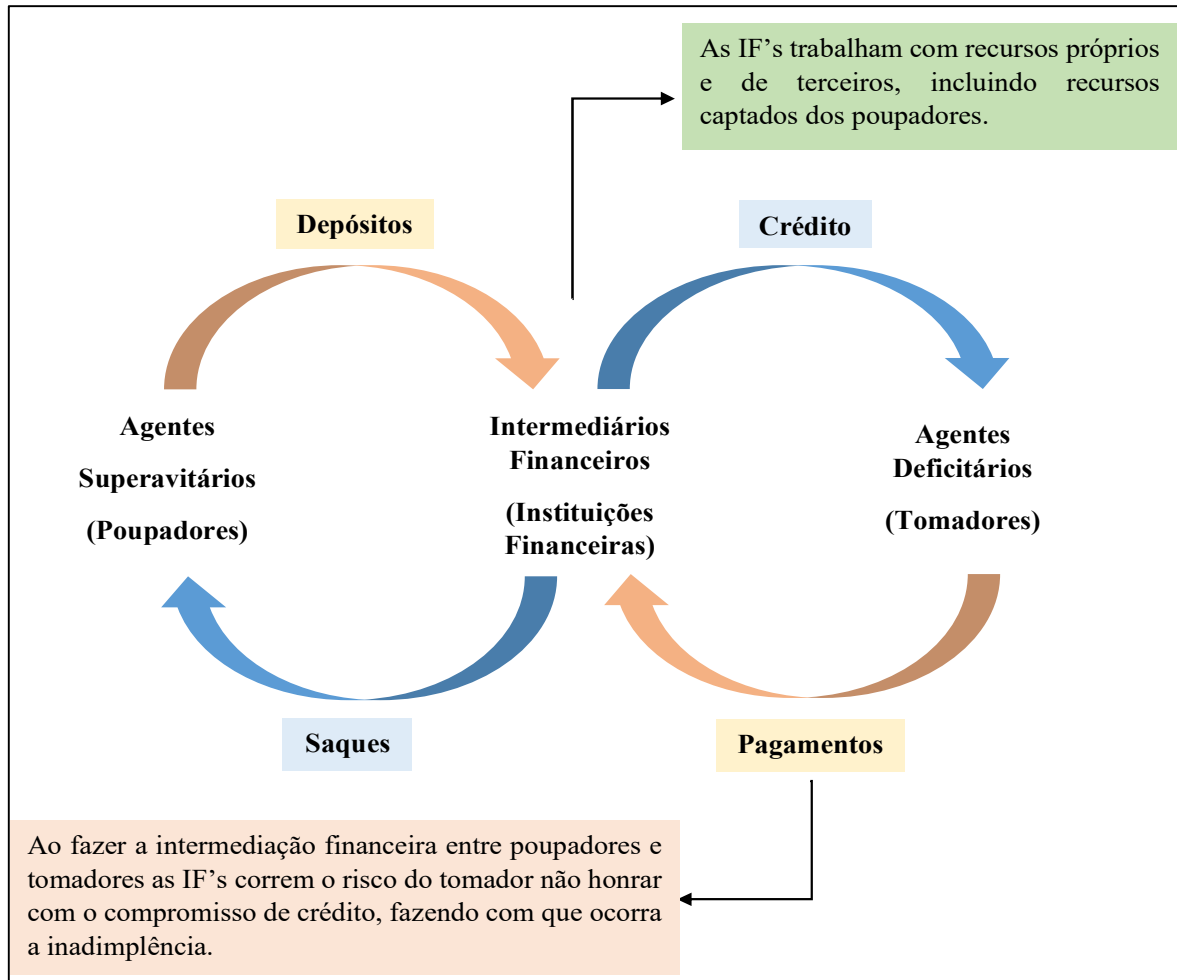 As IF’s trabalham com recursos próprios
e de terceiros, incluindo recursos
captados dos poupadores.
Depósitos
Crédito
Agentes
Superavitários
(Poupadores)
Intermediários
Financeiros
(Instituições
Financeiras)
Agentes
Deficitários
(Tomadores)
Saques
Pagamentos
Ao fazer a intermediação financeira entre poupadores e
tomadores as IF’s correm o risco do tomador não honrar
com o compromisso de crédito, fazendo com que ocorra
a inadimplência.